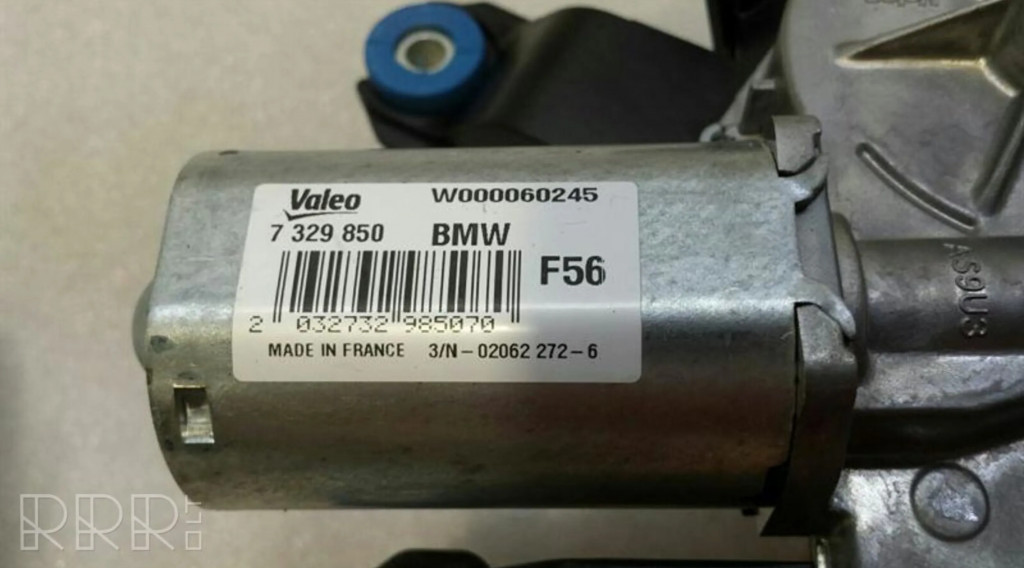 Valeo W000060245
7 329 850 BMW
F56
2 032732 985070
MADE IN FRANCE 3/N-02062 272-6
AS9U3
RRR.LT